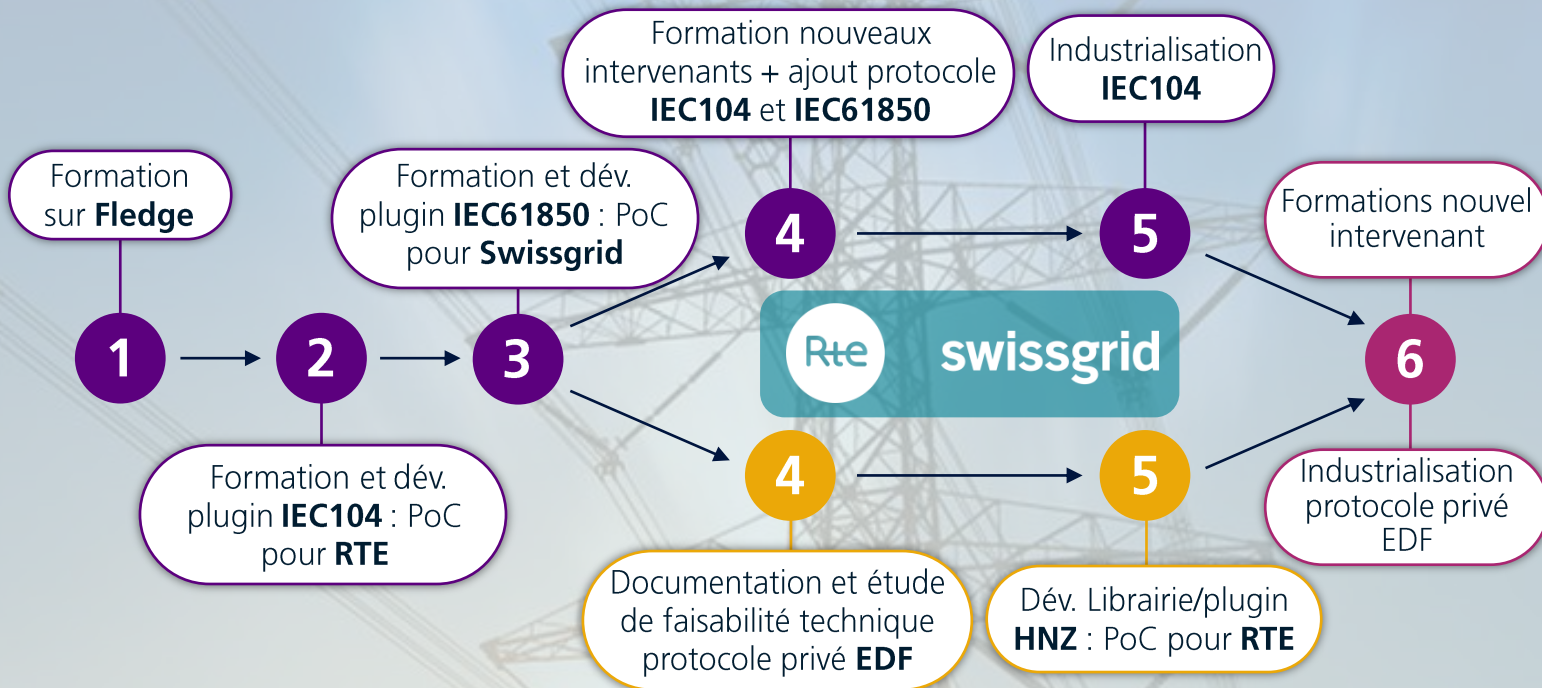 Formation
sur Fledge
1
2
Formation et dév.
plugin IEC104 : PoC
pour RTE
Formation et dév.
plugin IEC61850 : PoC
pour Swissgrid
3
Formation nouveaux
intervenants + ajout protocole
IEC104 et IEC61850
4
Industrialisation
IEC104
5
Rte
swissgrid
4
Documentation et étude
de faisabilité technique
protocole privé EDF
5
Dév. Librairie/plugin
HNZ : PoC pour RTE
Formations nouvel
intervenant
6
Industrialisation
protocole privé
EDF